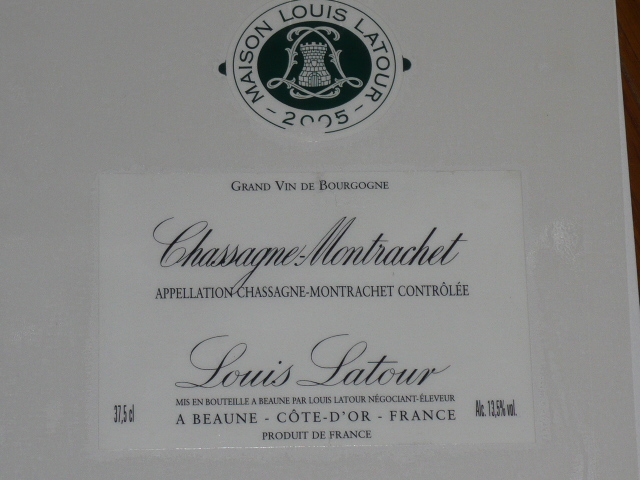 MAISON LOUIS LATOUR
- 2005 -
GRAND VIN DE BOURGOGNE
Chassagne-Montrachet
APPELLATION CHASSAGNE-MONTRACHET CONTRÔLÉE
Louis Latour
MIS EN BOUTEILLE A BEAUNE PAR LOUIS LATOUR NÉGOCIANT-ÉLEVEUR
37,5 cl A BEAUNE - CÔTE-D'OR - FRANCE Alc. 13,5% vol.
PRODUIT DE FRANCE